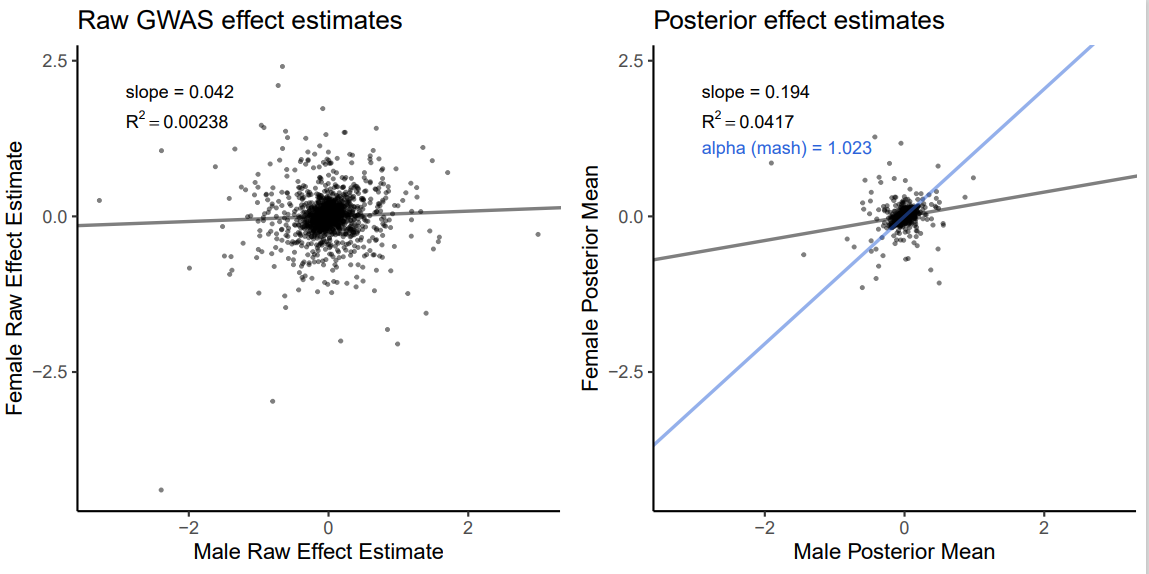 Raw GWAS effect estimates
2.5
0.0
−2.5
slope = 0.042
R² = 0.00238
Female Raw Effect Estimate
−2
0
2
Male Raw Effect Estimate
Posterior effect estimates
2.5
0.0
−2.5
slope = 0.194
R² = 0.0417
alpha (mash) = 1.023
Female Posterior Mean
−2
0
2
Male Posterior Mean